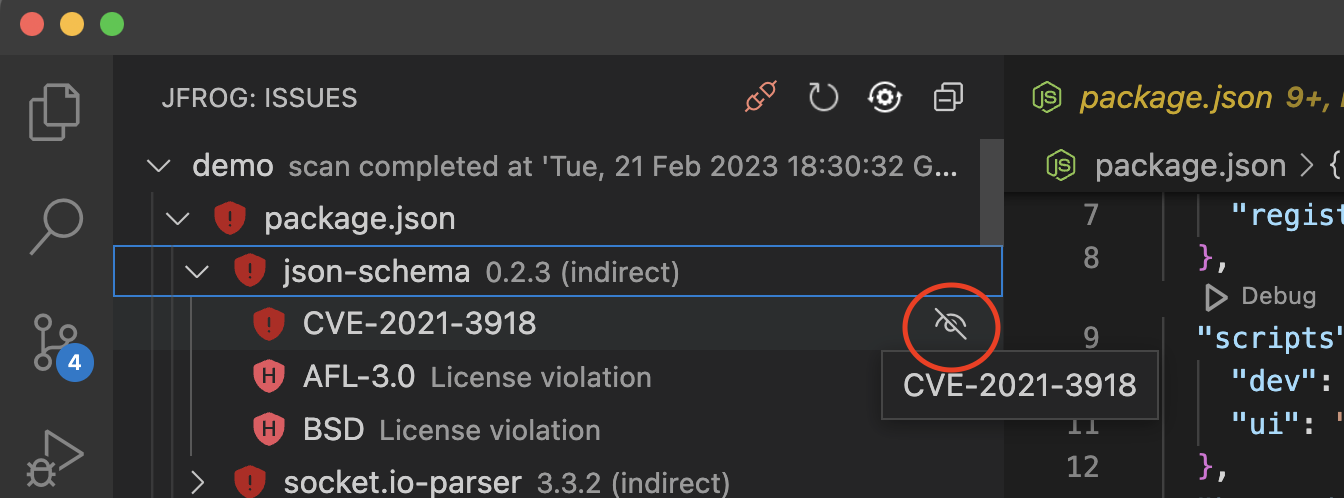 JFROG: ISSUES
demo scan completed at 'Tue, 21 Feb 2023 18:30:32 G...
package.json
json-schema 0.2.3 (indirect)
CVE-2021-3918
CVE-2021-3918
AFL-3.0 License violation
BSD License violation
socket.io-parser 3.3.2 (indirect)
4
package.json 9+,
package.json > {
7 "regist
8 },
Debug
9 "scripts"
"dev":
11 "ui": '
12 },